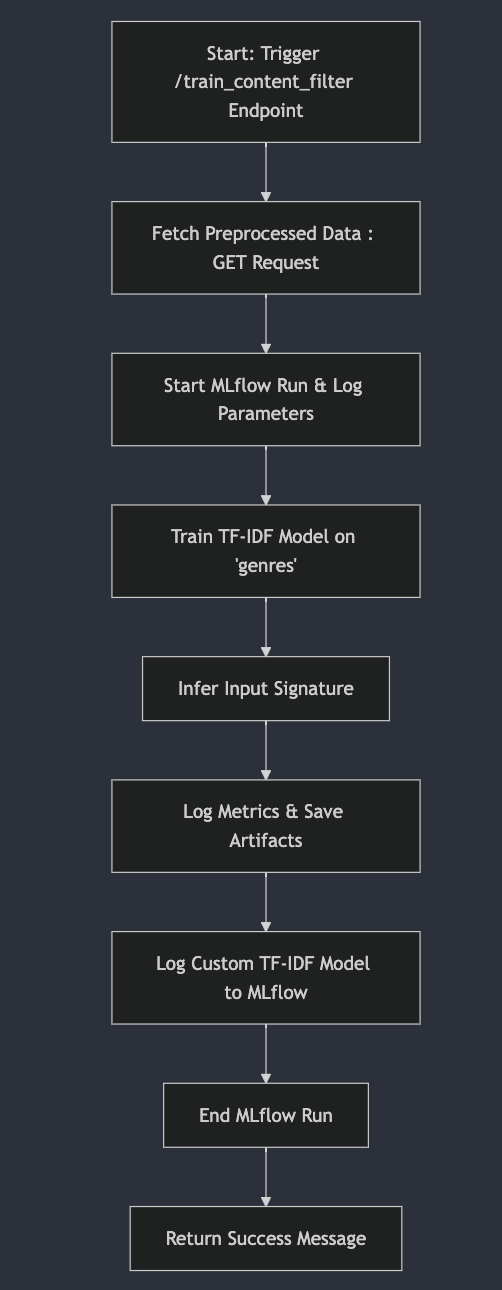 Start: Trigger
/train_content_filter
Endpoint
Fetch Preprocessed Data :
GET Request
Start MLflow Run & Log
Parameters
Train TF-IDF Model on
'genres'
Infer Input Signature
Log Metrics & Save
Artifacts
Log Custom TF-IDF Model
to MLflow
End MLflow Run
Return Success Message